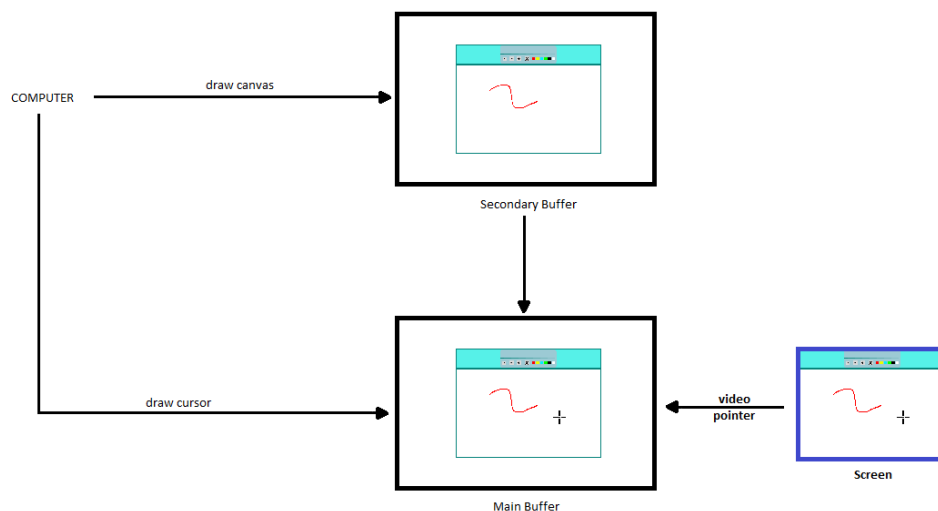 draw canvas
COMPUTER
Secondary Buffer
draw cursor
video
pointer
Screen
Main Buffer